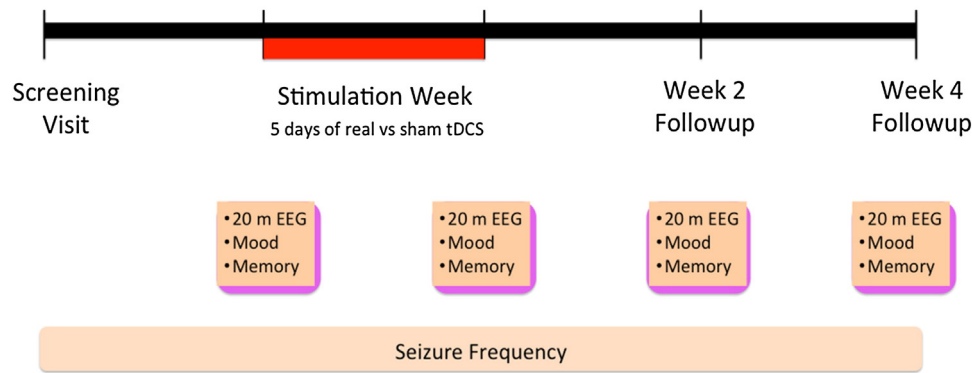 Screening
Visit
Stimulation Week
5 days of real vs sham tDCS
Week 2
Followup
Week 4
Followup
•20 m EEG
•Mood
•Memory
•20 m EEG
•Mood
•Memory
•20 m EEG
•Mood
•Memory
•20 m EEG
•Mood
•Memory
Seizure Frequency